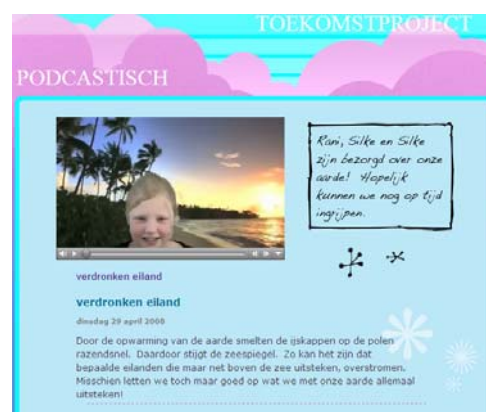 TOEKOMSTPROJECT
PODCASTISCH
Rani, Silke en Silke
zijn bezorgd over onze
aarde! Hopelijk
kunnen we nog op tijd
ingrijpen.
verdronken eiland
verdronken eiland
dinsdag 29 april 2008
Door de opwarming van de aarde smelten de ijskappen op de polen
razendsnel. Daardoor stijgt de zeespiegel. Zo kan het zijn dat
bepaalde eilanden die maar net boven de zee uitsteken, overstromen.
Misschien letten we toch maar goed op wat we met onze aarde allemaal
uitsteken!